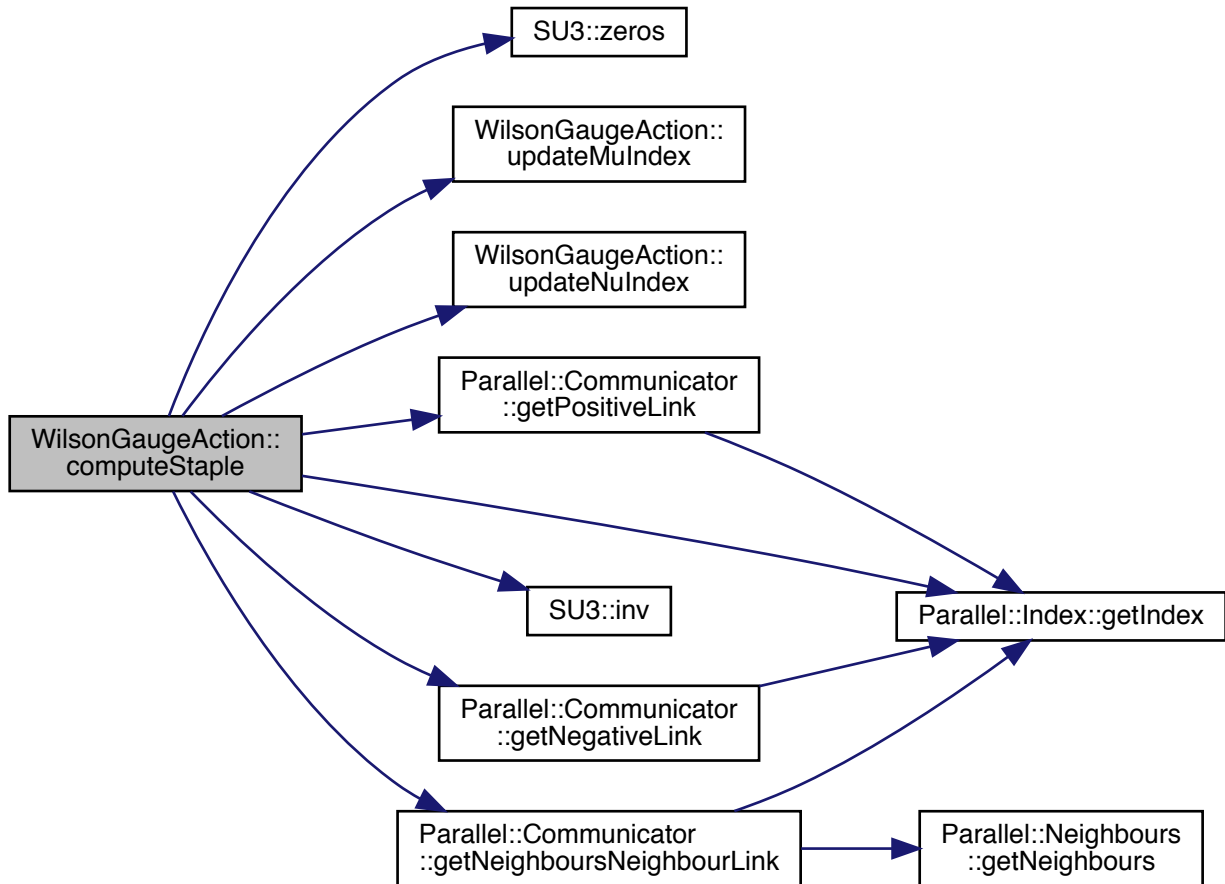 SU3::zeros
WilsonGaugeAction::
updateMuIndex
WilsonGaugeAction::
updateNuIndex
Parallel::Communicator
::getPositiveLink
WilsonGaugeAction::
computeStaple
SU3::inv
Parallel::Index::getIndex
Parallel::Communicator
::getNegativeLink
Parallel::Communicator
::getNeighboursNeighbourLink
Parallel::Neighbours
::getNeighbours